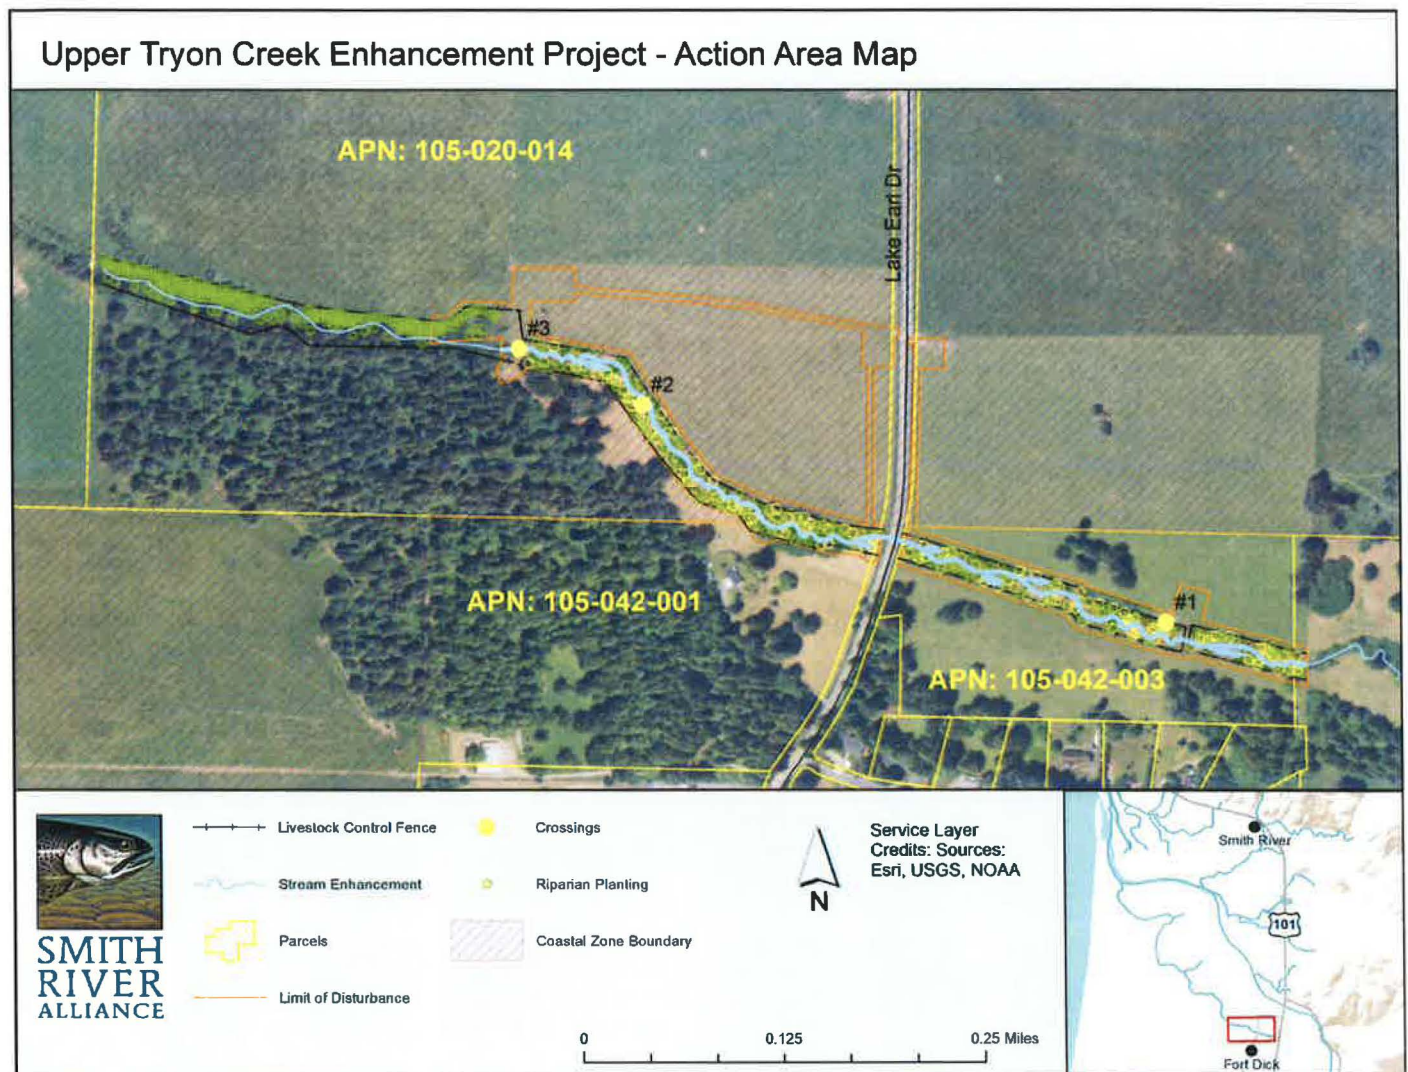 Upper Tryon Creek Enhancement Project - Action Area Map
APN: 105-020-014
Lake Earl Dr
#3
#2
APN: 105-042-001
#1
APN: 105-042-003
SMITH
RIVER
ALLIANCE
Livestock Control Fence
Stream Enhancement
Parcels
Limit of Disturbance
Crossings
Riparian Planting
Coastal Zone Boundary
N
Service Layer
Credits: Sources:
Esri, USGS, NOAA
0 0.125 0.25 Miles
Smith River
101
Fort Dick